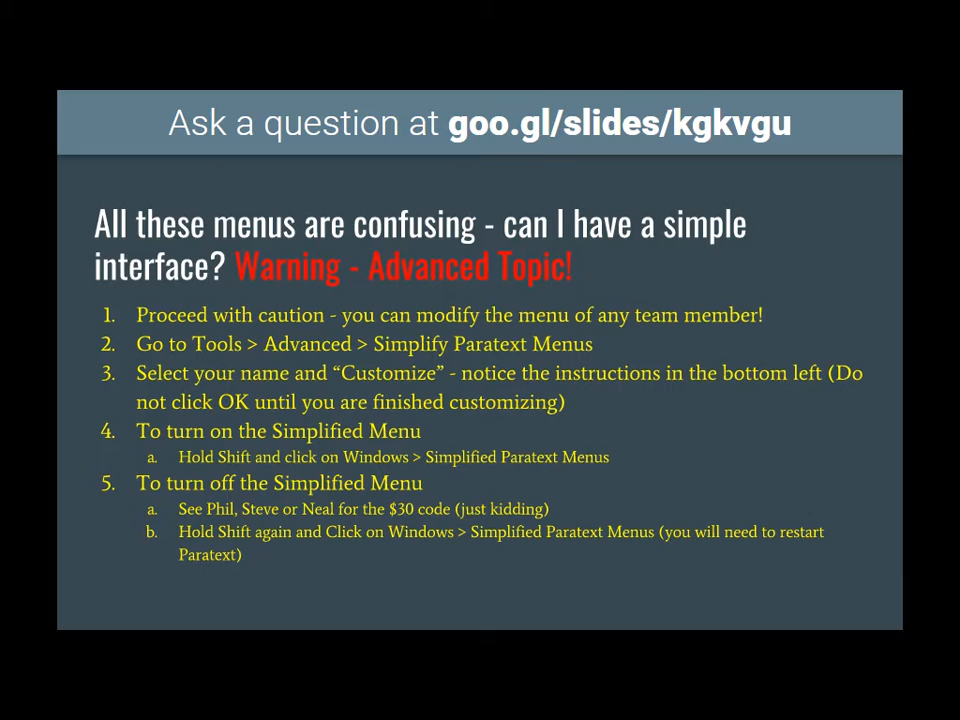 Ask a question at goo.gl/slides/kgkvgu
All these menus are confusing - can I have a simple
interface? Warning - Advanced Topic!
1. Proceed with caution - you can modify the menu of any team member!
2. Go to Tools > Advanced > Simplify Paratext Menus
3. Select your name and “Customize” - notice the instructions in the bottom left (Do
not click OK until you are finished customizing)
4. To turn on the Simplified Menu
a. Hold Shift and click on Windows > Simplified Paratext Menus
5. To turn off the Simplified Menu
a. See Phil, Steve or Neal for the $30 code (just kidding)
b. Hold Shift again and Click on Windows > Simplified Paratext Menus (you will need to restart
Paratext)